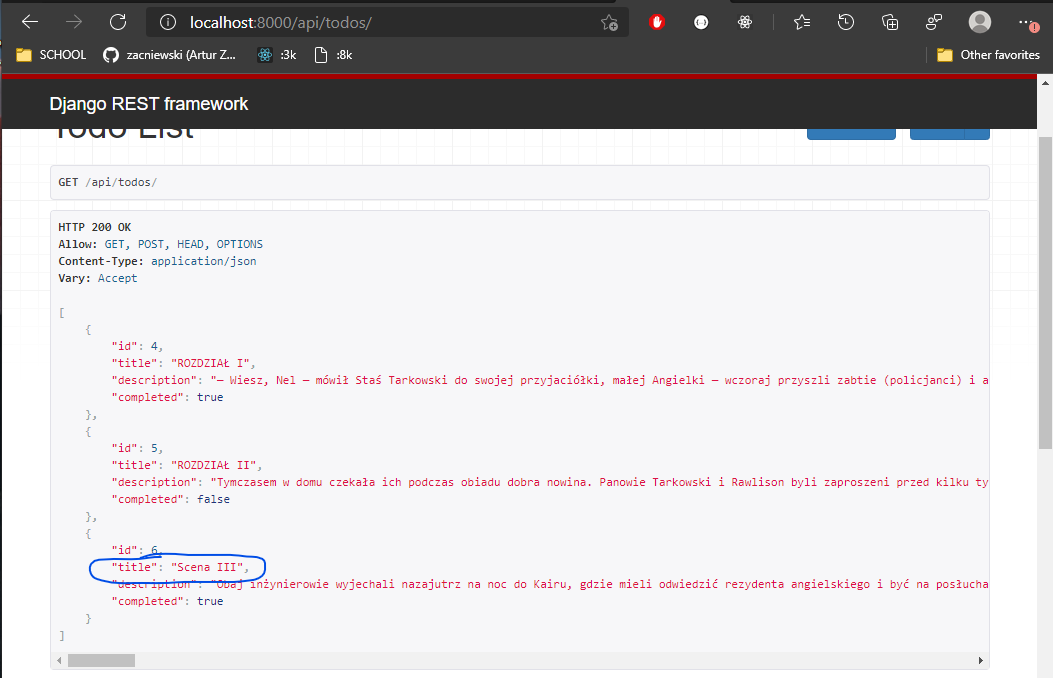 localhost:8000/api/todos/
SCHOOL zacniewski (Artur Z... :3k :8k Other favorites
Django REST framework
Todo List
GET /api/todos/
HTTP 200 OK
Allow: GET, POST, HEAD, OPTIONS
Content-Type: application/json
Vary: Accept
[
{
"id": 4,
"title": "ROZDZIAŁ I",
"description": "— Wiesz, Nel — mówił Staś Tarkowski do swojej przyjaciółki, małej Angielki — wczoraj przyszli zabtie (policjanci) i a
"completed": true
},
{
"id": 5,
"title": "ROZDZIAŁ II",
"description": "Tymczasem w domu czekała ich podczas obiadu dobra nowina. Panowie Tarkowski i Rawlison byli zaproszeni przed kilku ty
"completed": false
},
{
"id": 6,
"title": "Scena III",
"description": "Obaj inżynierowie wyjechali nazajutrz na noc do Kairu, gdzie mieli odwiedzić rezydenta angielskiego i być na posłucha
"completed": true
}
]